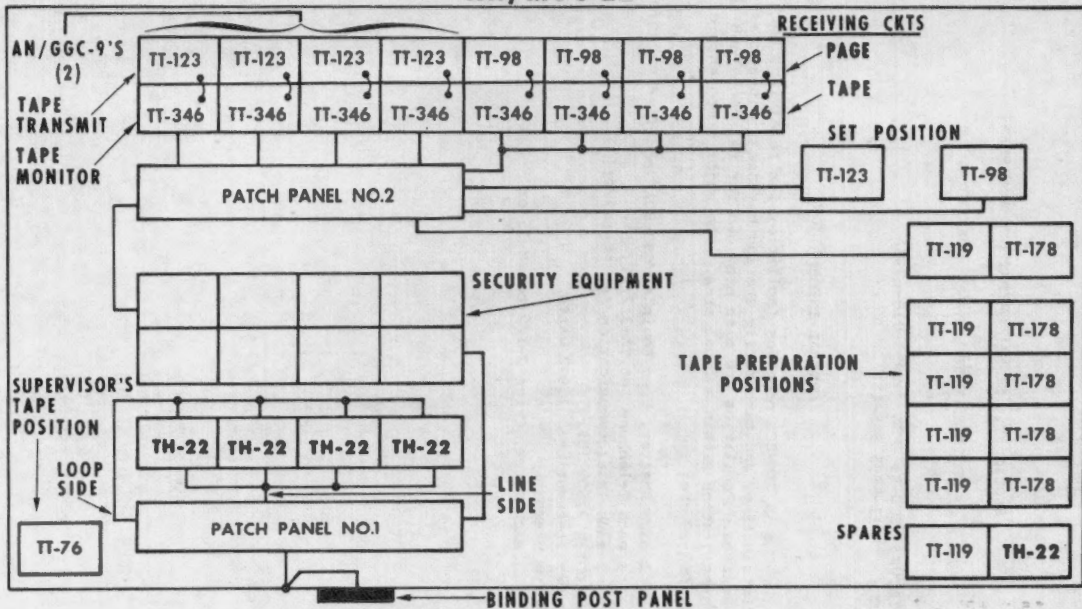 AN/GGC-9'S
(2)
TAPE
TRANSMIT
TAPE
MONITOR
TT-123 TT-123 TT-123 TT-123 TT-98 TT-98 TT-98 TT-98
TT-346 TT-346 TT-346 TT-346 TT-346 TT-346 TT-346 TT-346
RECEIVING CKTS
PAGE
TAPE
SET POSITION
TT-123 TT-98
PATCH PANEL NO.2
TT-119 TT-178
SECURITY EQUIPMENT
TAPE PREPARATION
POSITIONS
TT-119 TT-178
TT-119 TT-178
TT-119 TT-178
TT-119 TT-178
SUPERVISOR'S
TAPE
POSITION
LOOP
SIDE
TH-22 TH-22 TH-22 TH-22
LINE
SIDE
PATCH PANEL NO.1
TT-76
SPARES
TT-119 TH-22
BINDING POST PANEL